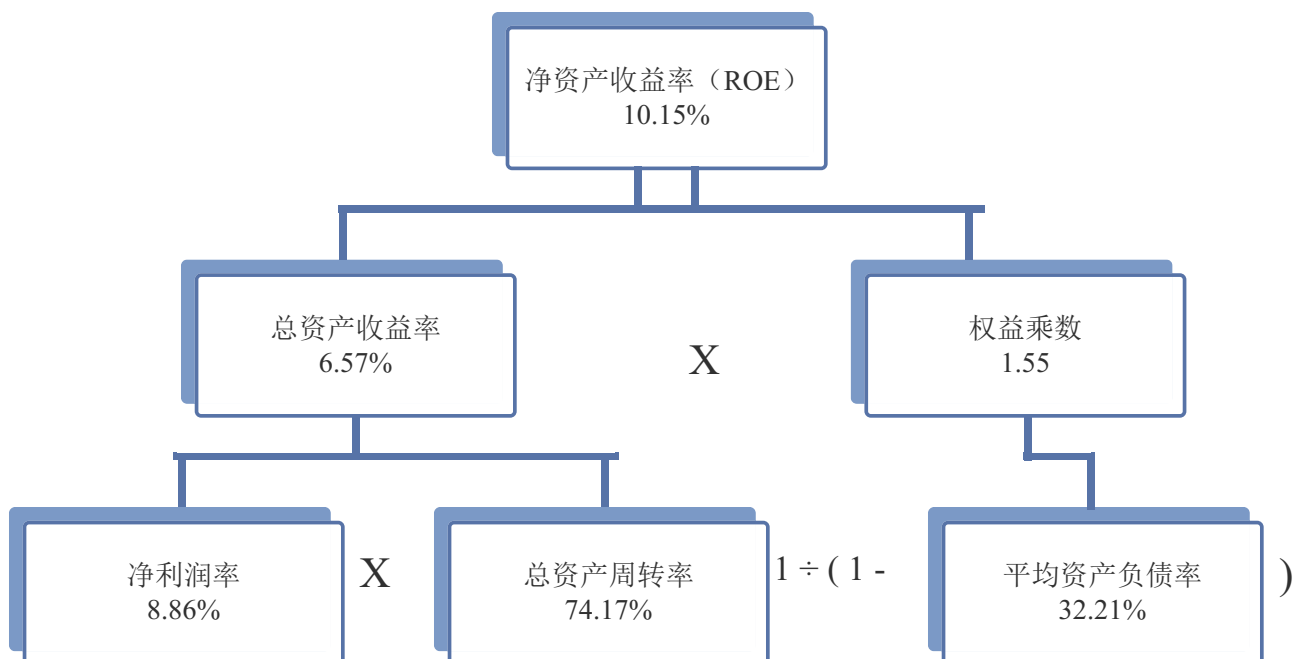 净资产收益率（ROE）
10.15%
总资产收益率
6.57%
X
权益乘数
1.55
净利润率
8.86%
X
总资产周转率
74.17%
1 ÷ ( 1 -
平均资产负债率
32.21%
)